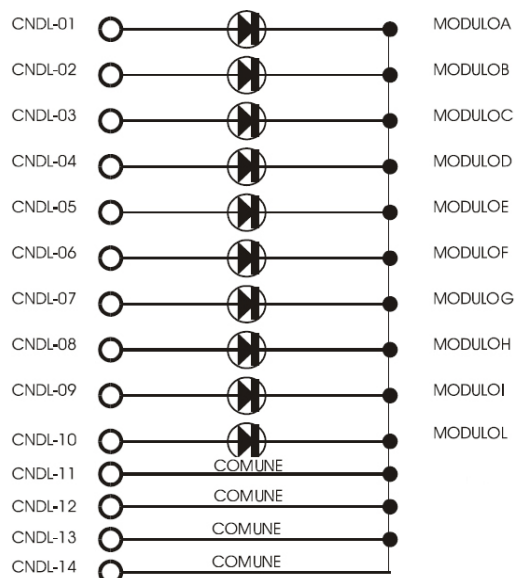 CNDL-01 MODULOA
CNDL-02 MODULOB
CNDL-03 MODULOC
CNDL-04 MODULOD
CNDL-05 MODULOE
CNDL-06 MODULOF
CNDL-07 MODULOG
CNDL-08 MODULOH
CNDL-09 MODULOI
CNDL-10 MODULOL
CNDL-11 COMUNE
CNDL-12 COMUNE
CNDL-13 COMUNE
CNDL-14 COMUNE